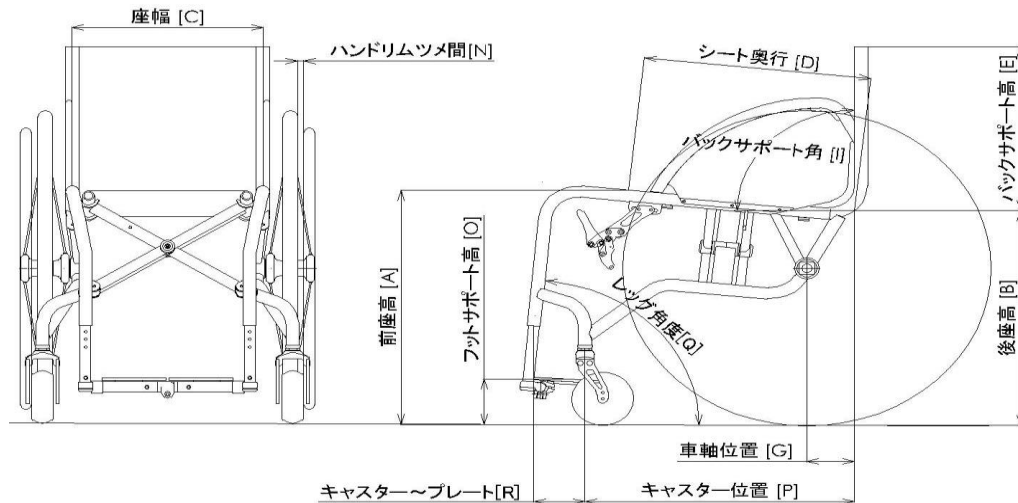 座幅 [C]
ハンドリムツメ間[N]
シート奥行 [D]
バックサポート高 [E]
バックサポート角 [I]
前座高 [A]
フットサポート高 [O]
レッグ角度[Q]
後座高 [B]
車軸位置 [G]
キャスター～プレート[R]
キャスター位置 [P]